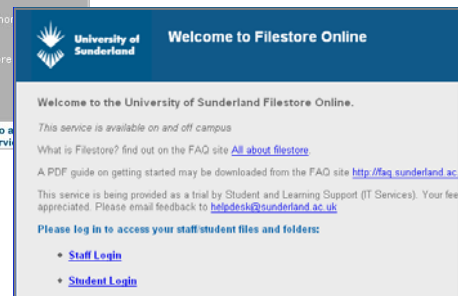 University of
Sunderland
Welcome to Filestore Online
Welcome to the University of Sunderland Filestore Online.
This service is available on and off campus
What is Filestore? find out on the FAQ site All about filestore.
A PDF guide on getting started may be downloaded from the FAQ site http://faq.sunderland.ac
This service is being provided as a trial by Student and Learning Support (IT Services). Your fee
appreciated. Please email feedback to helpdesk@sunderland.ac.uk
Please log in to access your staff/student files and folders:
Staff Login
Student Login